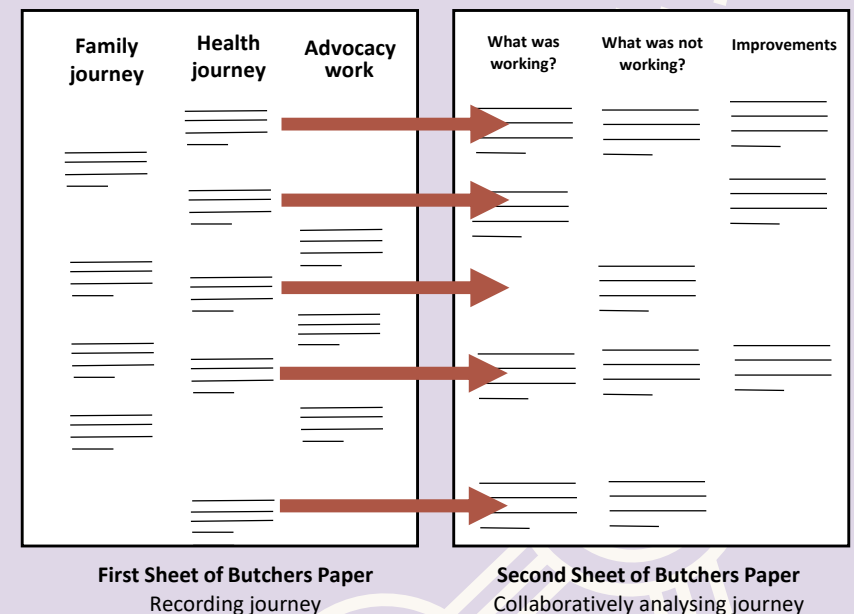 Family
journey
Health
journey
Advocacy
work
What was
working?
What was not
working?
Improvements
First Sheet of Butchers Paper
Recording journey
Second Sheet of Butchers Paper
Collaboratively analysing journey